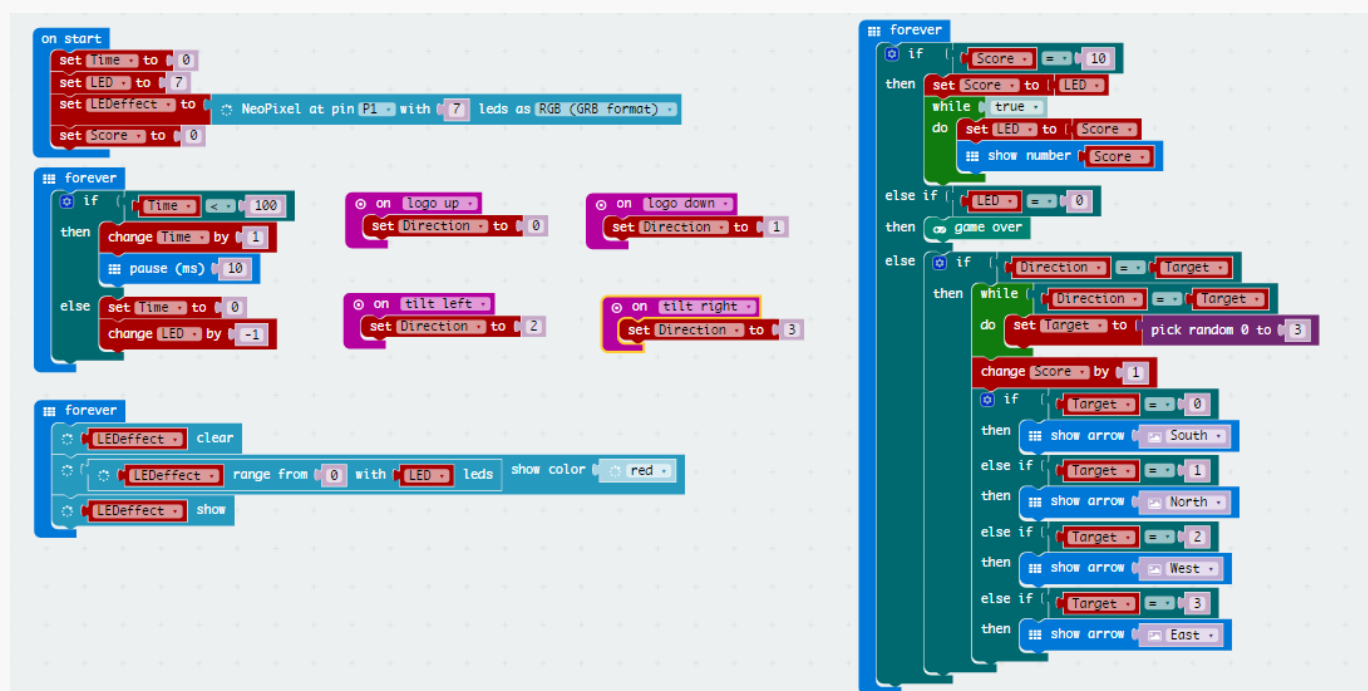 on start
set Time to 0
set LED to 7
set LEDeffect to NeoPixel at pin P1 with 7 leds as RGB (GRB format)
set Score to 0
forever
if Time < 100
then change Time by 1
pause (ms) 10
else set Time to 0
change LED by -1
on logo up
set Direction to 0
on logo down
set Direction to 1
on tilt left
set Direction to 2
on tilt right
set Direction to 3
forever
LEDeffect clear
LEDeffect range from 0 with LED leds show color red
LEDeffect show
forever
if Score = 10
then set Score to LED
while true
do set LED to Score
show number Score
else if LED = 0
then game over
else if Direction = Target
then while Direction = Target
do set Target to pick random 0 to 3
change Score by 1
if Target = 0
then show arrow South
else if Target = 1
then show arrow North
else if Target = 2
then show arrow West
else if Target = 3
then show arrow East